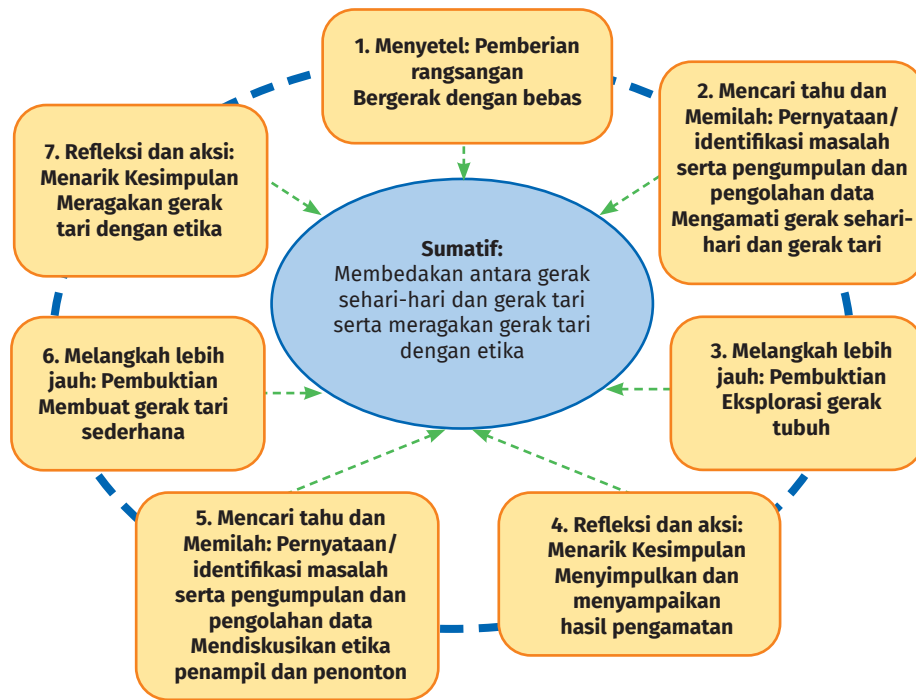 1. Menyetel: Pemberian
rangsangan
Bergerak dengan bebas
2. Mencari tahu dan
Memilah: Pernyataan/
identifikasi masalah
serta pengumpulan dan
pengolahan data
Mengamati gerak sehari-
hari dan gerak tari
3. Melangkah lebih
jauh: Pembuktian
Eksplorasi gerak
tubuh
4. Refleksi dan aksi:
Menarik Kesimpulan
Menyimpulkan dan
menyampaikan
hasil pengamatan
5. Mencari tahu dan
Memilah: Pernyataan/
identifikasi masalah
serta pengumpulan dan
pengolahan data
Mendiskusikan etika
penampil dan penonton
6. Melangkah lebih
jauh: Pembuktian
Membuat gerak tari
sederhana
7. Refleksi dan aksi:
Menarik Kesimpulan
Meragakan gerak
tari dengan etika
Sumatif:
Membedakan antara gerak
sehari-hari dan gerak tari
serta meragakan gerak tari
dengan etika